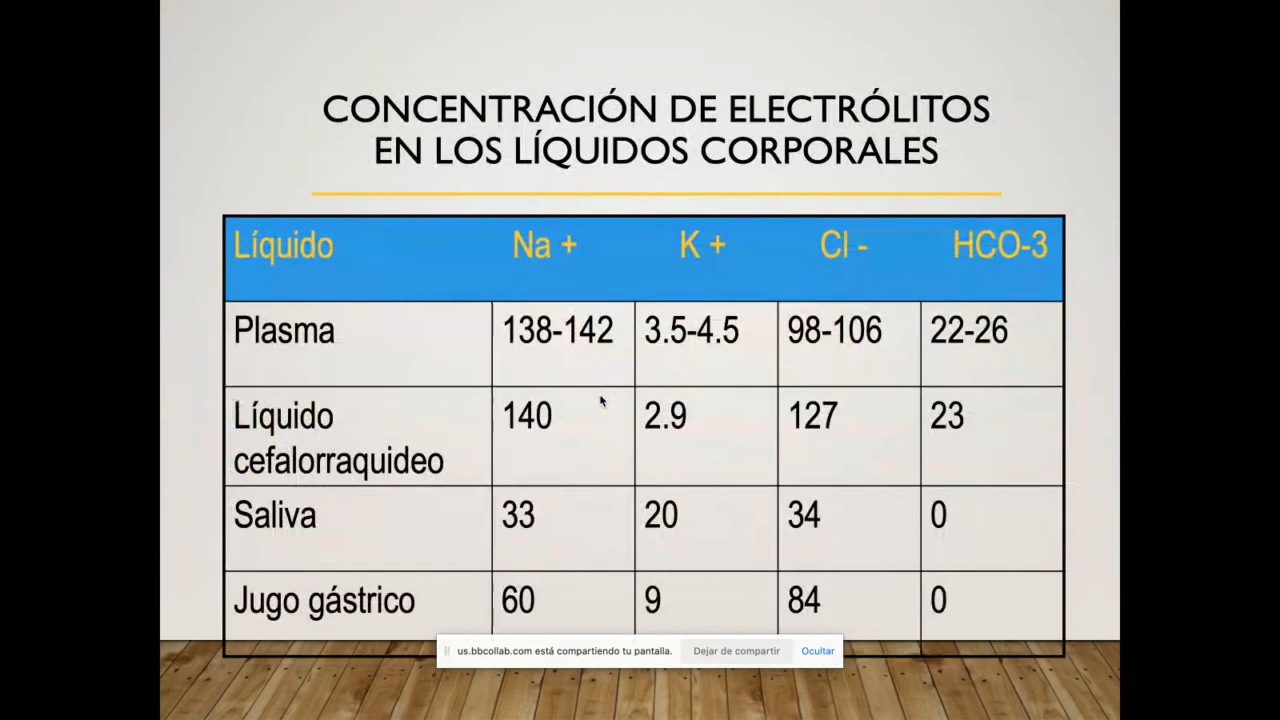 CONCENTRACIÓN DE ELECTRÓLITOS
EN LOS LÍQUIDOS CORPORALES
Líquido Na + K + Cl - HCO-3
Plasma 138-142 3.5-4.5 98-106 22-26
Líquido 140 2.9 127 23
cefalorraquideo
Saliva 33 20 34 0
Jugo gástrico 60 9 84 0
us.bbcollab.com está compartiendo tu pantalla. Dejar de compartir Ocultar